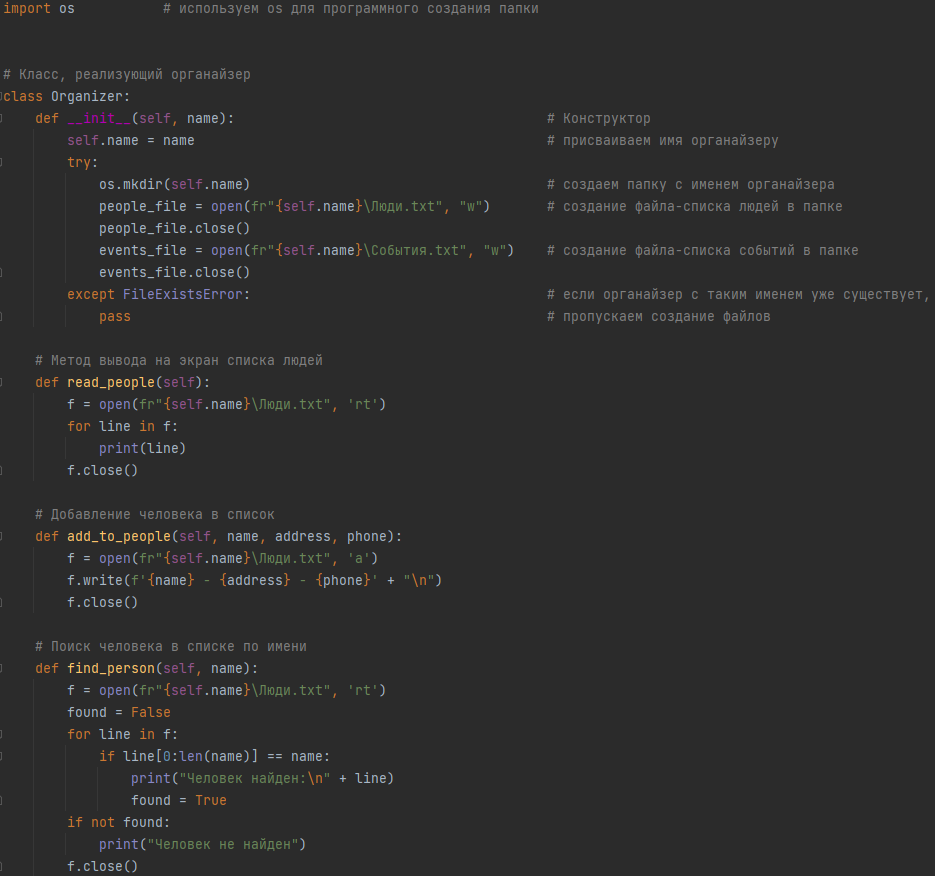 import os           # используем os для программного создания папки
# Класс, реализующий органайзер
class Organizer:
    def __init__(self, name):                                       # Конструктор
        self.name = name                                            # присваиваем имя органайзеру
        try:
            os.mkdir(self.name)                                     # создаем папку с именем органайзера
            people_file = open(fr"{self.name}\Люди.txt", "w")       # создание файла-списка людей в папке
            people_file.close()
            events_file = open(fr"{self.name}\События.txt", "w")    # создание файла-списка событий в папке
            events_file.close()
        except FileExistsError:                                     # если органайзер с таким именем уже существует,
            pass                                                    # пропускаем создание файлов
    # Метод вывода на экран списка людей
    def read_people(self):
        f = open(fr"{self.name}\Люди.txt", 'rt')
        for line in f:
            print(line)
        f.close()
    # Добавление человека в список
    def add_to_people(self, name, address, phone):
        f = open(fr"{self.name}\Люди.txt", 'a')
        f.write(f'{name} - {address} - {phone}' + "\n")
        f.close()
    # Поиск человека в списке по имени
    def find_person(self, name):
        f = open(fr"{self.name}\Люди.txt", 'rt')
        found = False
        for line in f:
            if line[0:len(name)] == name:
                print("Человек найден:\n" + line)
                found = True
        if not found:
            print("Человек не найден")
        f.close()